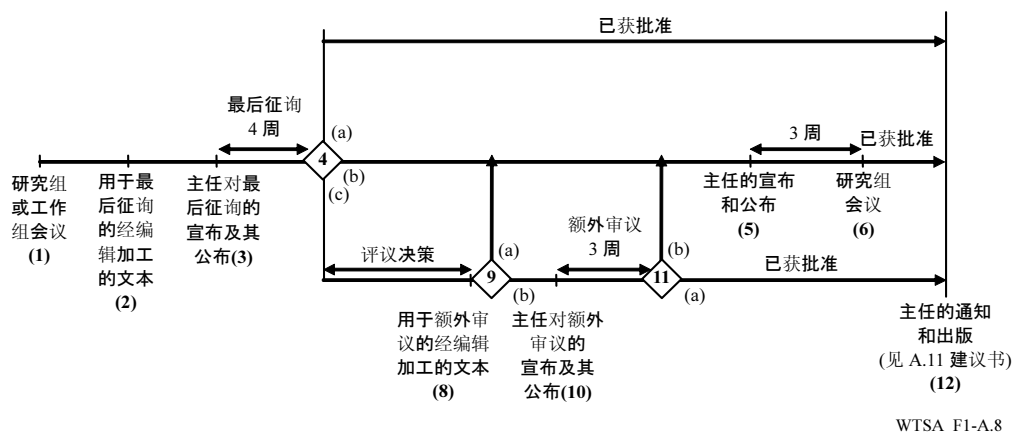 已获批准
最后征询
4 周
(a)
3 周
已获批准
4
(b)
(c)
研究组
或工作
组会议
(1)
用于最
后征询
的经编
辑加工
的文本
(2)
主任对最
后征询的
宣布及其
公布(3)
主任的宣布
和公布
(5)
研究组
会议
(6)
评议决策
(a)
9
(b)
额外审议
3 周
(b)
11
(a)
已获批准
用于额外审
议的经编辑
加工的文本
(8)
主任对额外
审议的
宣布及其
公布(10)
主任的通知
和出版
(见 A.11 建议书)
(12)
WTSA_F1-A.8